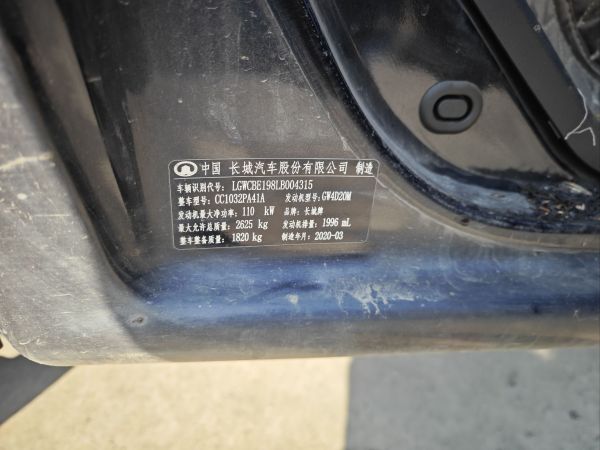 中国 长城汽车股份有限公司 制造
车辆识别代号: LGWCBE198LB004315
整车型号: CC1032PA41A 发动机型号: GW4D20M
发动机最大净功率: 110 kW 品牌: 长城牌
最大允许总质量: 2625 kg 发动机排量: 1996 mL
整车整备质量: 1820 kg 制造年月: 2020-03